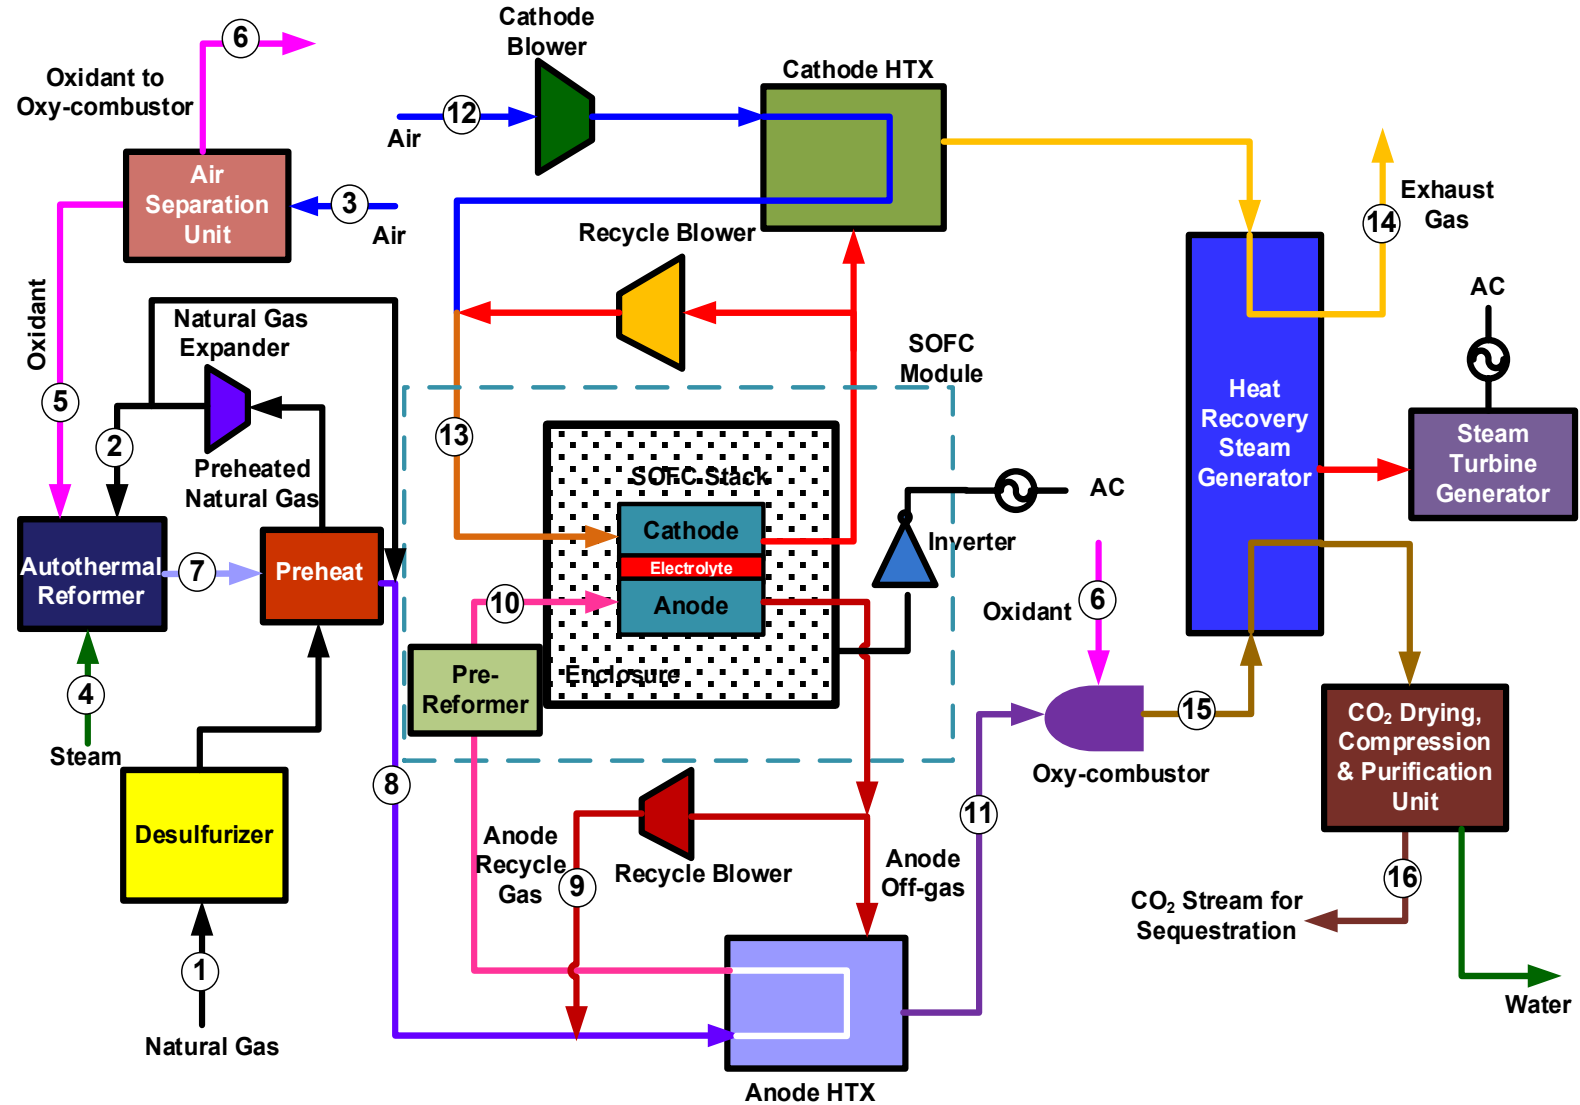 Cathode
Blower
6
Oxidant to
Oxy-combustor
Cathode HTX
12
Air
Air
Separation
Unit
3
Air
Recycle Blower
Exhaust
Gas
14
AC
Oxidant
Natural Gas
Expander
SOFC
Module
5
2
13
Heat
Recovery
Steam
Generator
Steam
Turbine
Generator
Preheated
Natural Gas
SOFC Stack
AC
Cathode
Inverter
Electrolyte
Autothermal
Reformer
7
Preheat
10
Anode
Oxidant
6
Pre-
Reformer
Enclosure
4
Steam
15
CO₂ Drying,
Compression
& Purification
Unit
Oxy-combustor
8
11
Desulfurizer
Anode
Recycle
Gas
9
Recycle Blower
Anode
Off-gas
16
CO₂ Stream for
Sequestration
1
Water
Natural Gas
Anode HTX